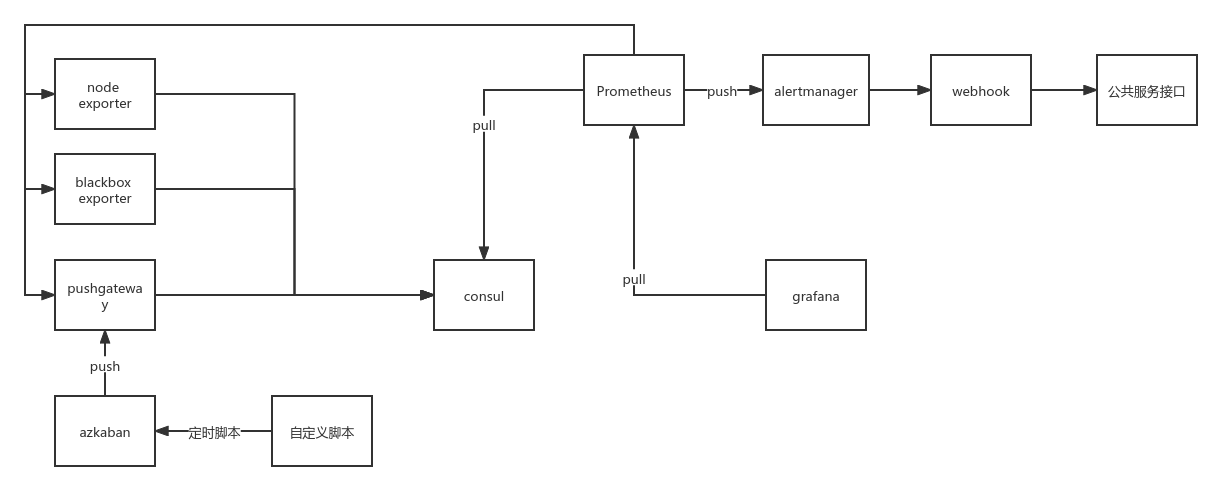 node
exporter
Prometheus
push
alertmanager
webhook
公共服务接口
pull
blackbox
exporter
pushgatewa
y
consul
pull
grafana
push
azkaban
定时脚本
自定义脚本